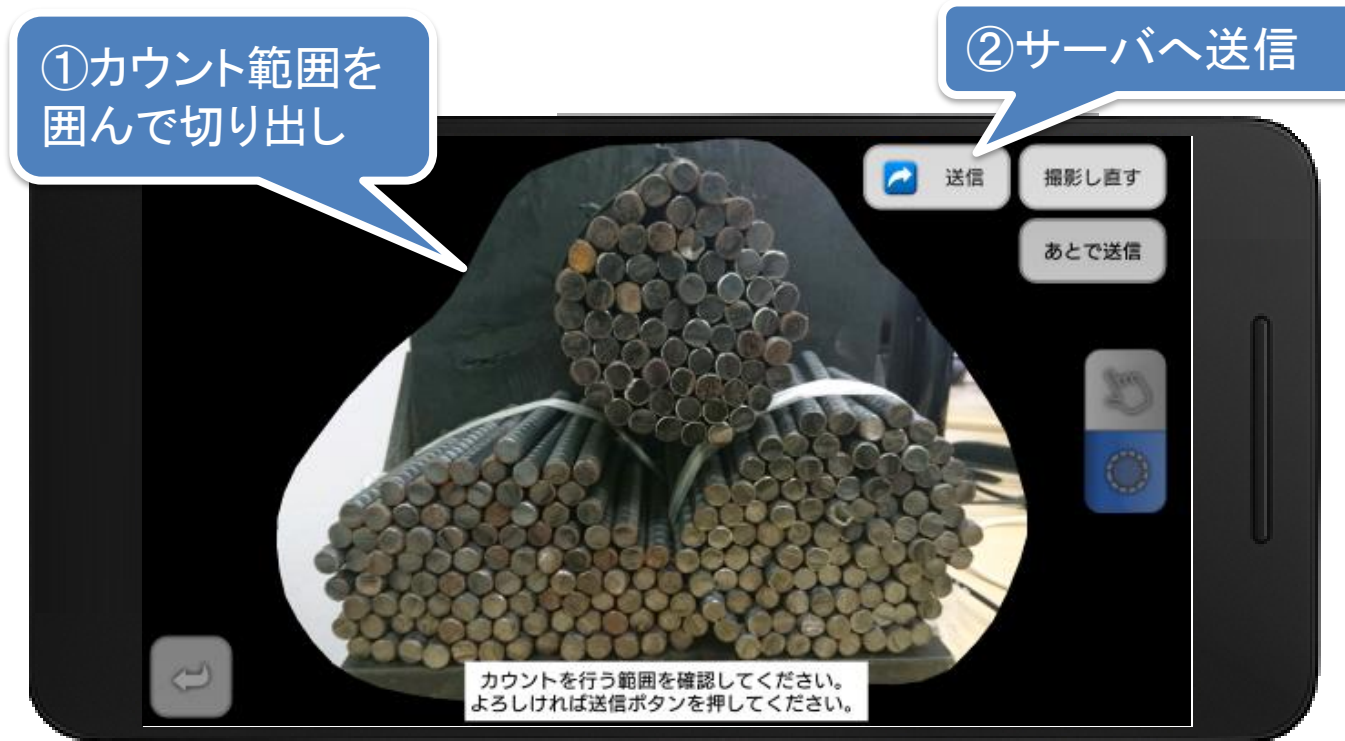 ①カウント範囲を
囲んで切り出し
②サーバへ送信
送信
撮影し直す
あとで送信
カウントを行う範囲を確認してください。
よろしければ送信ボタンを押してください。